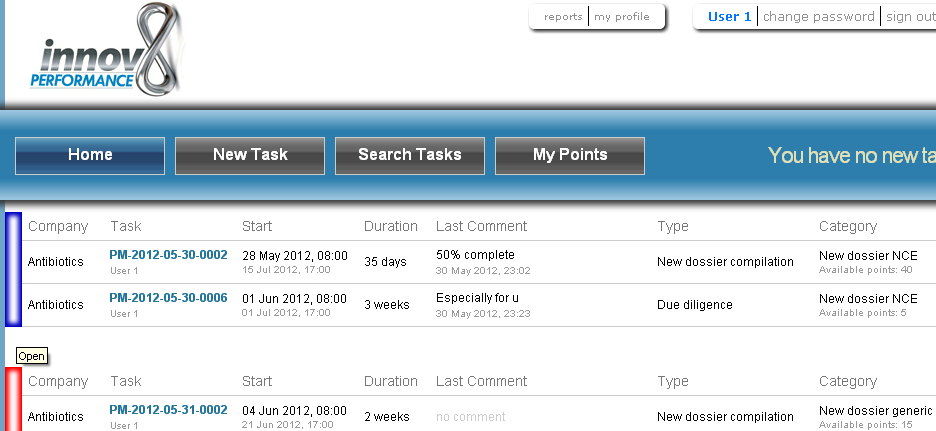 innov8
PERFORMANCE
reports my profile
User 1 change password sign out
Home New Task Search Tasks My Points
You have no new ta
Company Task Start Duration Last Comment Type Category
Antibiotics PM-2012-05-30-0002 28 May 2012, 08:00 35 days 50% complete New dossier compilation New dossier NCE
User 1 15 Jul 2012, 17:00 30 May 2012, 23:02 Available points: 40
Antibiotics PM-2012-05-30-0006 01 Jun 2012, 08:00 3 weeks Especially for u Due diligence New dossier NCE
User 1 01 Jul 2012, 17:00 30 May 2012, 23:23 Available points: 5
Open
Company Task Start Duration Last Comment Type Category
Antibiotics PM-2012-05-31-0002 04 Jun 2012, 08:00 2 weeks no comment New dossier compilation New dossier generic
User 1 21 Jun 2012, 17:00 Available points: 15